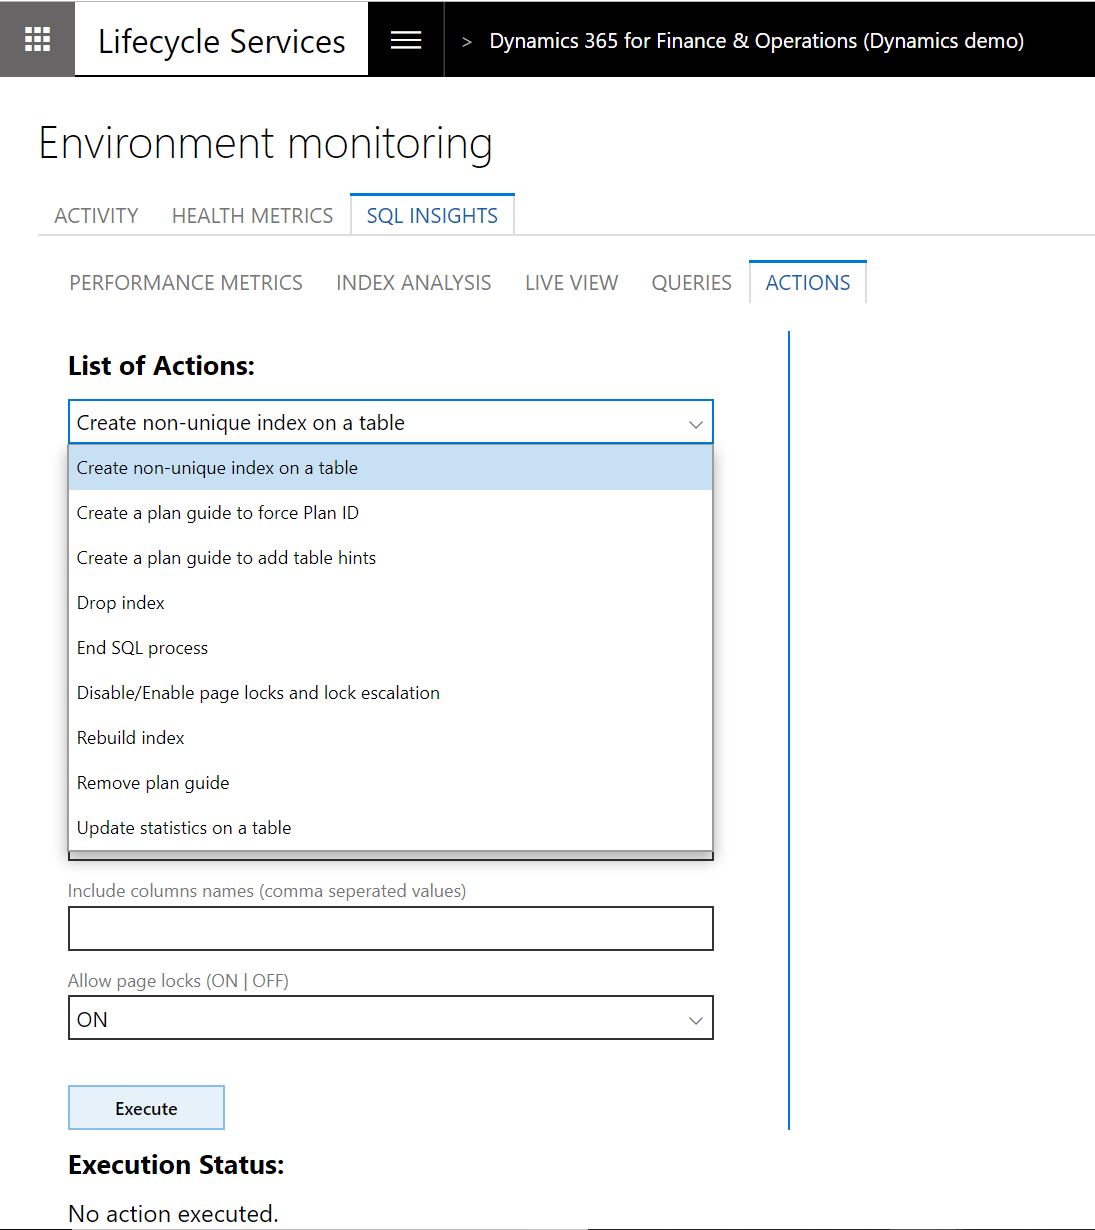 Lifecycle Services
> Dynamics 365 for Finance & Operations (Dynamics demo)
Environment monitoring
ACTIVITY HEALTH METRICS SQL INSIGHTS
PERFORMANCE METRICS INDEX ANALYSIS LIVE VIEW QUERIES ACTIONS
List of Actions:
Create non-unique index on a table
Create non-unique index on a table
Create a plan guide to force Plan ID
Create a plan guide to add table hints
Drop index
End SQL process
Disable/Enable page locks and lock escalation
Rebuild index
Remove plan guide
Update statistics on a table
Include columns names (comma seperated values)
Allow page locks (ON | OFF)
ON
Execute
Execution Status:
No action executed.